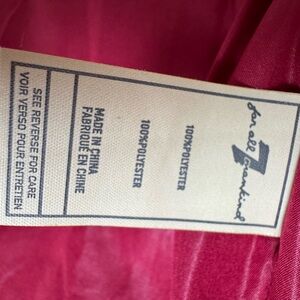 7
for all mankind
100%POLYESTER
100%POLYESTER
MADE IN CHINA
FABRIQUÉ EN CHINE
SEE REVERSE FOR CARE
VOIR VERSO POUR ENTRETIEN